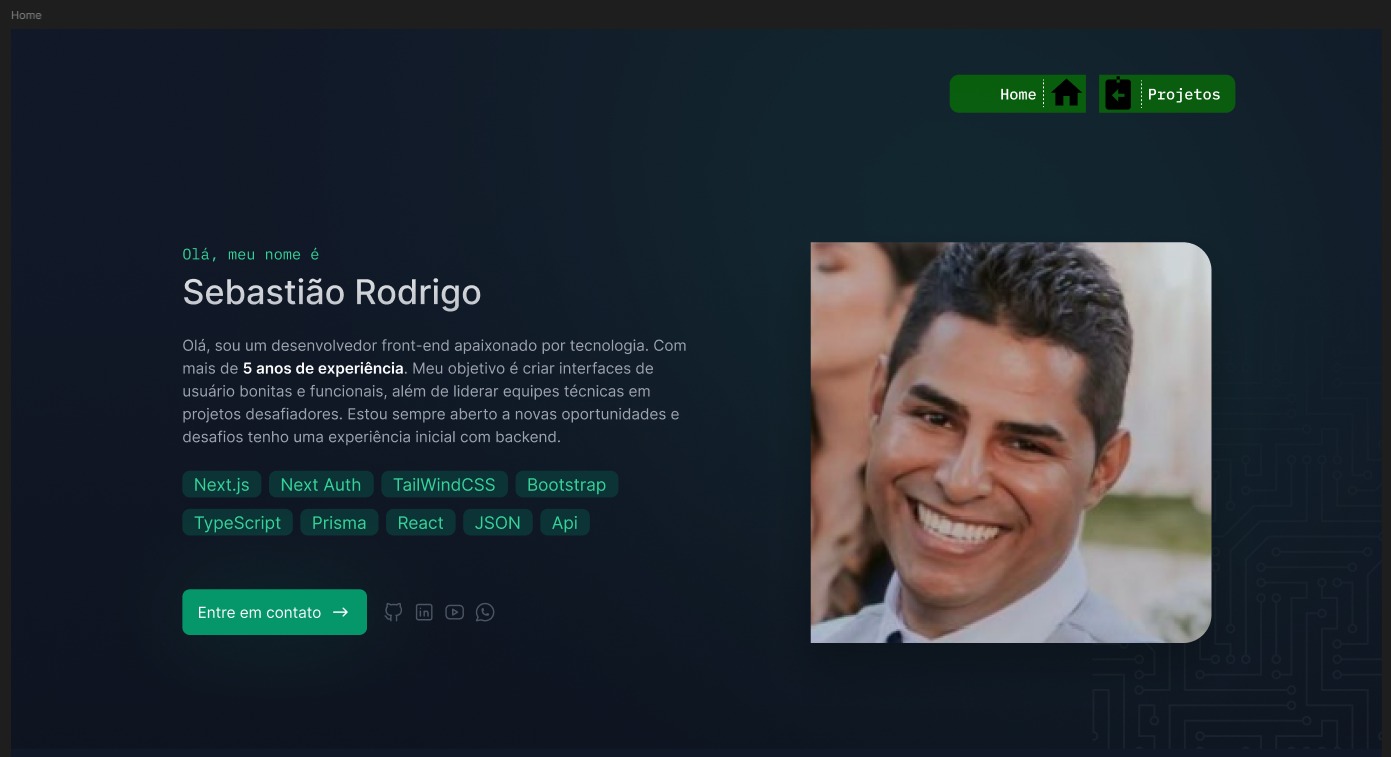 Home
Home
Projetos
Olá, meu nome é
Sebastião Rodrigo
Olá, sou um desenvolvedor front-end apaixonado por tecnologia. Com
mais de 5 anos de experiência. Meu objetivo é criar interfaces de
usuário bonitas e funcionais, além de liderar equipes técnicas em
projetos desafiadores. Estou sempre aberto a novas oportunidades e
desafios tenho uma experiência inicial com backend.
Next.js Next Auth TailWindCSS Bootstrap
TypeScript Prisma React JSON Api
Entre em contato →